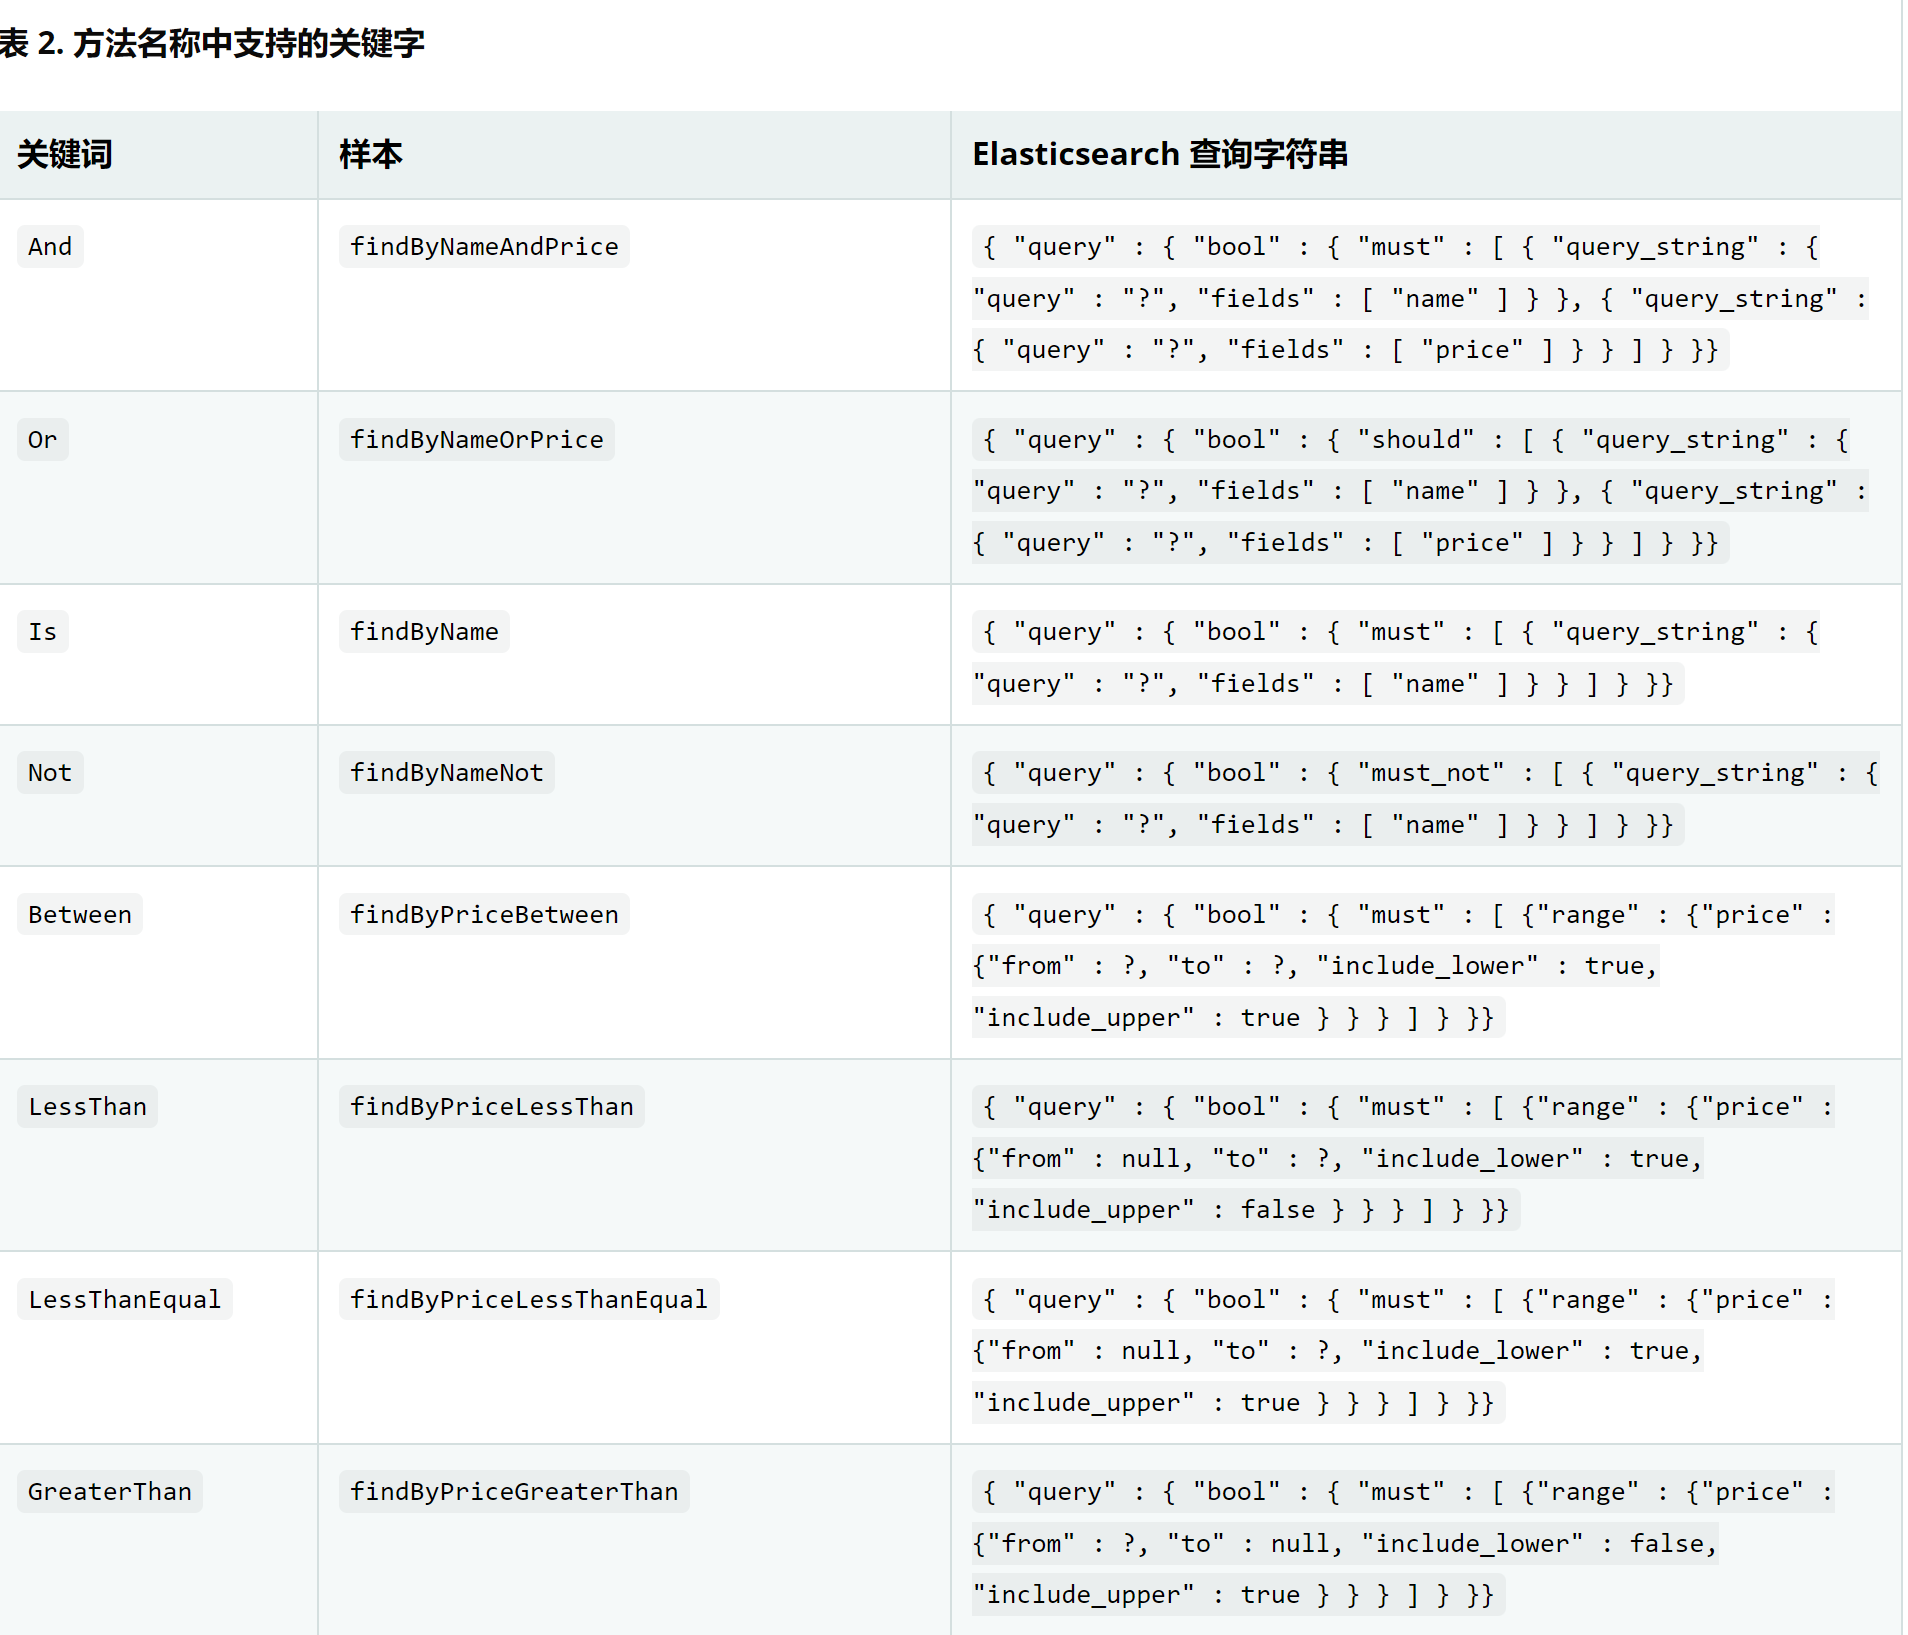 表 2. 方法名称中支持的关键字
关键词 样本 Elasticsearch 查询字符串
And findByNameAndPrice { "query" : { "bool" : { "must" : [ { "query_string" : {
"query" : "?", "fields" : [ "name" ] } }, { "query_string" :
{ "query" : "?", "fields" : [ "price" ] } } ] } }}
Or findByNameOrPrice { "query" : { "bool" : { "should" : [ { "query_string" : {
"query" : "?", "fields" : [ "name" ] } }, { "query_string" :
{ "query" : "?", "fields" : [ "price" ] } } ] } }}
Is findByName { "query" : { "bool" : { "must" : [ { "query_string" : {
"query" : "?", "fields" : [ "name" ] } } ] } }}
Not findByNameNot { "query" : { "bool" : { "must_not" : [ { "query_string" : {
"query" : "?", "fields" : [ "name" ] } } ] } }}
Between findByPriceBetween { "query" : { "bool" : { "must" : [ {"range" : {"price" :
{"from" : ?, "to" : ?, "include_lower" : true,
"include_upper" : true } } } ] } }}
LessThan findByPriceLessThan { "query" : { "bool" : { "must" : [ {"range" : {"price" :
{"from" : null, "to" : ?, "include_lower" : true,
"include_upper" : false } } } ] } }}
LessThanEqual findByPriceLessThanEqual { "query" : { "bool" : { "must" : [ {"range" : {"price" :
{"from" : null, "to" : ?, "include_lower" : true,
"include_upper" : true } } } ] } }}
GreaterThan findByPriceGreaterThan { "query" : { "bool" : { "must" : [ {"range" : {"price" :
{"from" : ?, "to" : null, "include_lower" : false,
"include_upper" : true } } } ] } }}